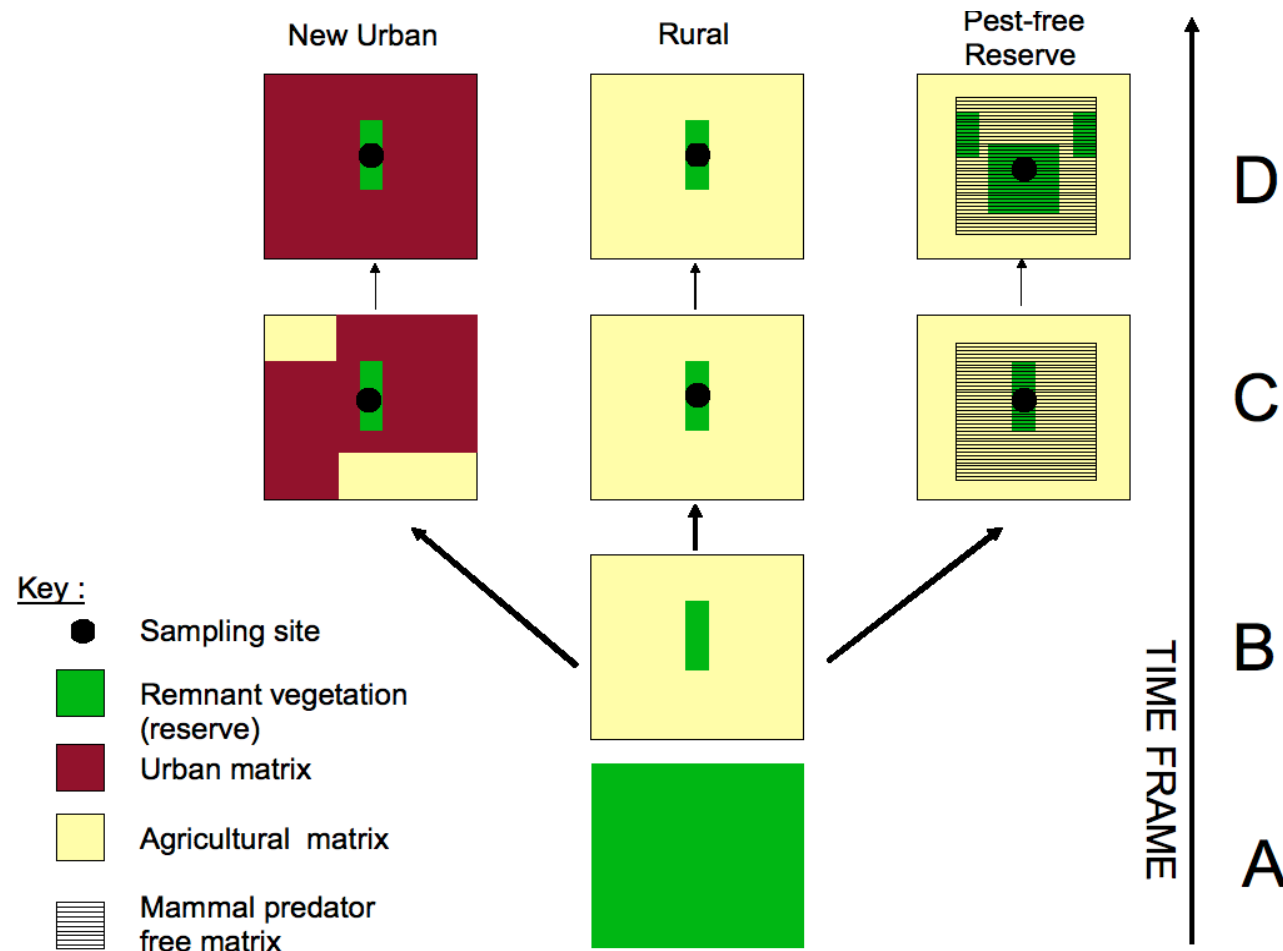 New Urban
Rural
Pest-free
Reserve
D
C
B
A
TIME FRAME
Key :
Sampling site
Remnant vegetation
(reserve)
Urban matrix
Agricultural matrix
Mammal predator
free matrix